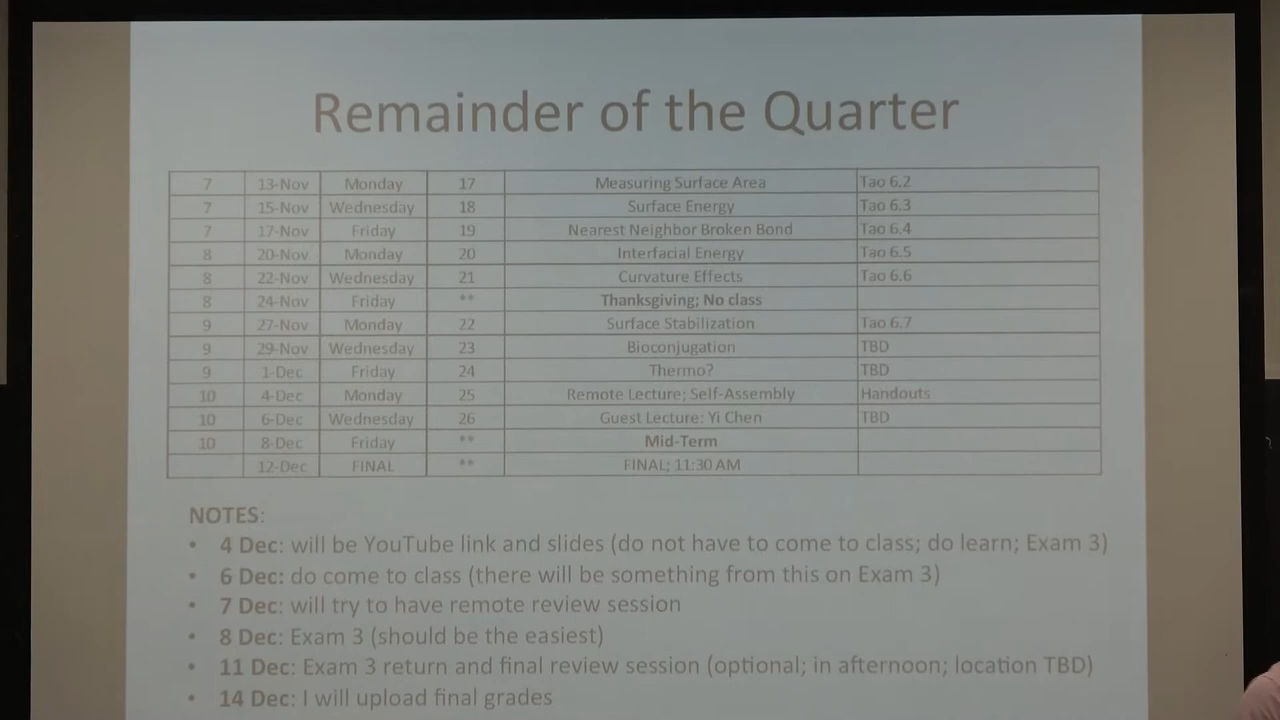 Remainder of the Quarter
7 13-Nov Monday 17 Measuring Surface Area Tao 6.2
7 15-Nov Wednesday 18 Surface Energy Tao 6.3
7 17-Nov Friday 19 Nearest Neighbor Broken Bond Tao 6.4
8 20-Nov Monday 20 Interfacial Energy Tao 6.5
8 22-Nov Wednesday 21 Curvature Effects Tao 6.6
8 24-Nov Friday ** Thanksgiving; No class
9 27-Nov Monday 22 Surface Stabilization Tao 6.7
9 29-Nov Wednesday 23 Bioconjugation TBD
9 1-Dec Friday 24 Thermo? TBD
10 4-Dec Monday 25 Remote Lecture; Self-Assembly Handouts
10 6-Dec Wednesday 26 Guest Lecture: Yi Chen TBD
10 8-Dec Friday ** Mid-Term
12-Dec FINAL ** FINAL; 11:30 AM
NOTES:
• 4 Dec: will be YouTube link and slides (do not have to come to class; do learn; Exam 3)
• 6 Dec: do come to class (there will be something from this on Exam 3)
• 7 Dec: will try to have remote review session
• 8 Dec: Exam 3 (should be the easiest)
• 11 Dec: Exam 3 return and final review session (optional; in afternoon; location TBD)
• 14 Dec: I will upload final grades